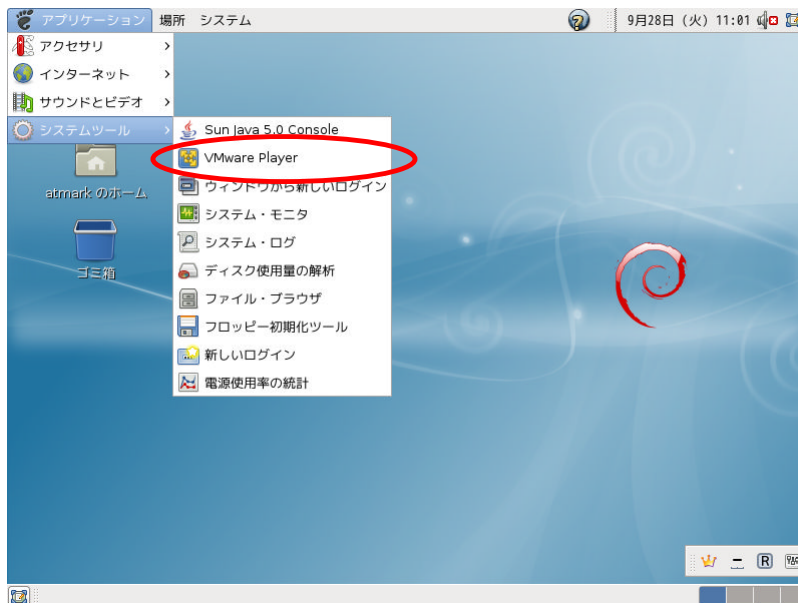 アプリケーション 場所 システム
9月28日 (火) 11:01
アクセサリ
インターネット
サウンドとビデオ
システムツール
Sun Java 5.0 Console
VMware Player
ウィンドウから新しいログイン
システム・モニタ
システム・ログ
ディスク使用量の解析
ファイル・ブラウザ
フロッピー初期化ツール
新しいログイン
電源使用率の統計
atmark のホーム
ゴミ箱
R